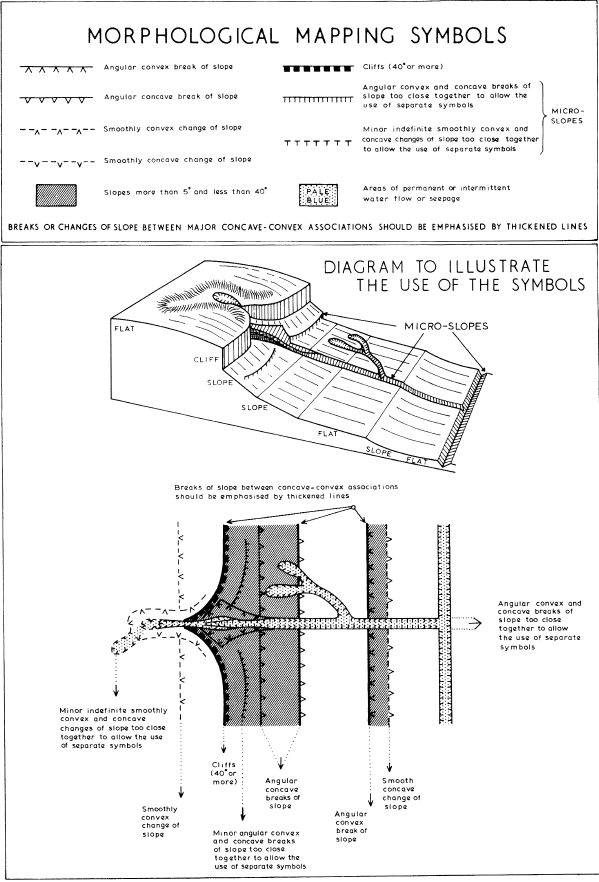 MORPHOLOGICAL MAPPING SYMBOLS
Angular convex break of slope
Angular concave break of slope
Smoothly convex change of slope
Smoothly concave change of slope
Slopes more than 5° and less than 40°
Cliffs (40° or more)
Angular convex and concave breaks of
slope too close together to allow the
use of separate symbols
Minor indefinite smoothly convex and
concave changes of slope too close together
to allow the use of separate symbols
MICRO-
SLOPES
PALE
BLUE
Areas of permanent or intermittent
water flow or seepage
BREAKS OR CHANGES OF SLOPE BETWEEN MAJOR CONCAVE-CONVEX ASSOCIATIONS SHOULD BE EMPHASISED BY THICKENED LINES
DIAGRAM TO ILLUSTRATE
THE USE OF THE SYMBOLS
MICRO-SLOPES
FLAT
CLIFF
SLOPE
SLOPE
FLAT
SLOPE
FLAT
Breaks of slope between concave-convex associations
should be emphasised by thickened lines
Angular convex and
concave breaks of
slope too close
together to allow
the use of separate
symbols
Minor indefinite smoothly
convex and concave
changes of slope too close
together to allow the use
of separate symbols
Cliffs
(40° or
more)
Angular
concave
breaks of
slope
Smooth
concave
change of
slope
Smoothly
convex
change of
slope
Angular
convex
break of
slope
Minor angular convex
and concave breaks
of slope too close
together to allow the
use of separate symbols